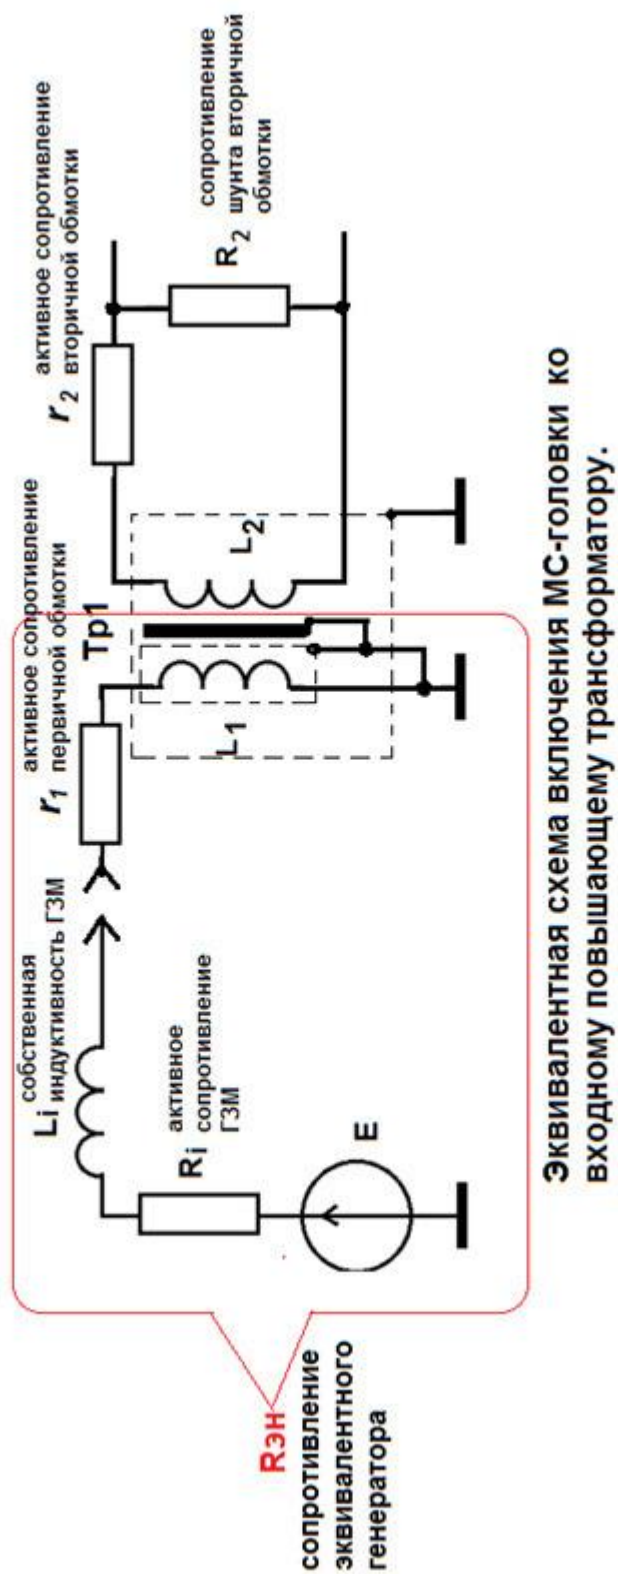 собственная
Li индуктивность ГЗМ
активное сопротивление
r1 первичной обмотки
активное сопротивление
r2 вторичной обмотки
Тр1
L1
L2
Ri
активное
сопротивление
ГЗМ
E
R2
сопротивление
шунта вторичной
обмотки
Rэн
сопротивление
эквивалентного
генератора
Эквивалентная схема включения МС-головки ко
входному повышающему трансформатору.